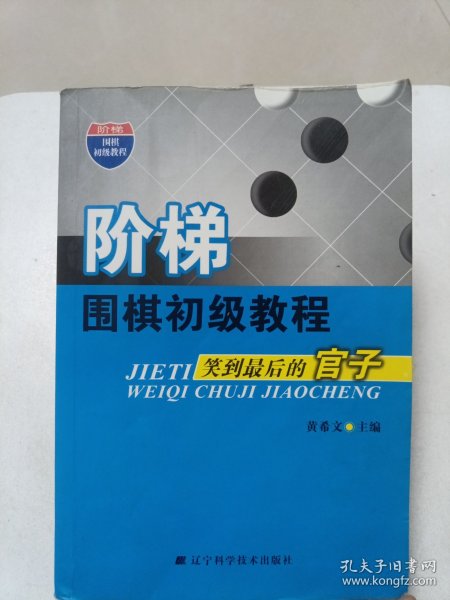 阶梯
围棋
初级教程
阶梯
围棋初级教程
JIETI 笑到最后的 官子
WEIQI CHUJI JIAOCHENG
黄希文 主编
辽宁科学技术出版社
孔夫子旧书网
www.kongfz.com